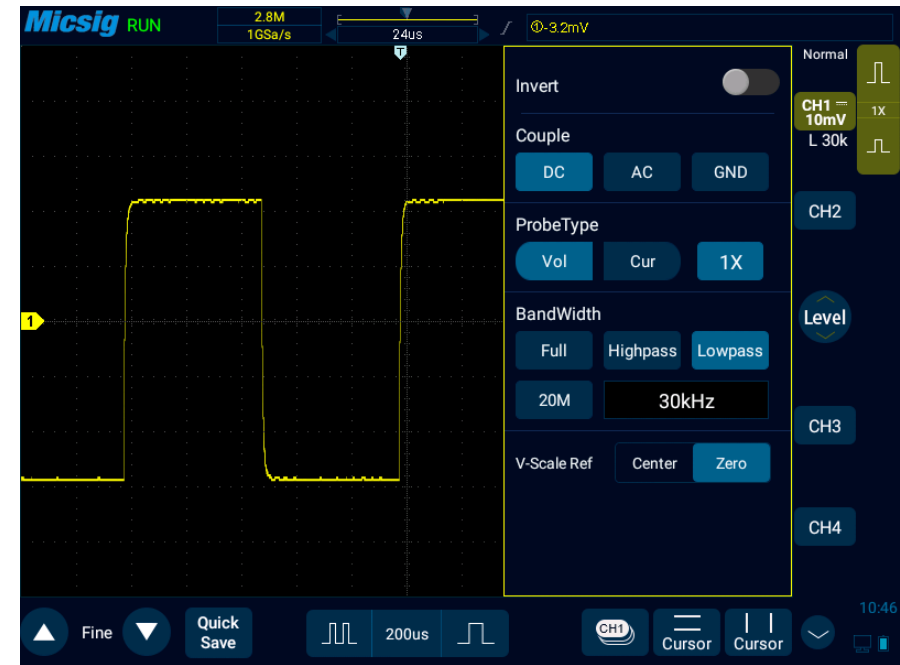 Micsig RUN
2.8M
1GSa/s
24us
T
①-3.2mV
Invert
Normal
CH1
10mV
1X
L 30k
Couple
DC AC GND
CH2
ProbeType
Vol Cur 1X
1
BandWidth
Level
Full Highpass Lowpass
20M 30kHz
CH3
V-Scale Ref Center Zero
CH4
10:46
Fine
Quick
Save
200us
CH1
Cursor
Cursor